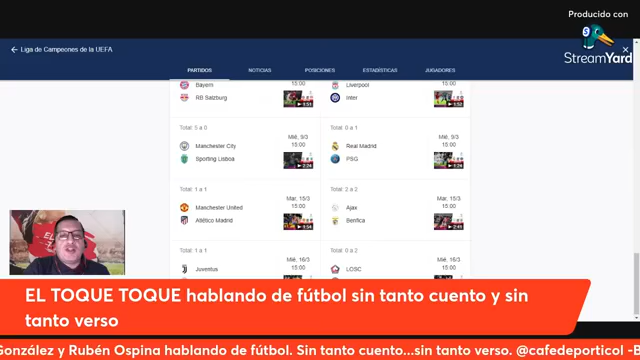 Producido con
StreamYard
← Liga de Campeones de la UEFA
PARTIDOS NOTICIAS POSICIONES ESTADÍSTICAS JUGADORES
Bayern 15:00
RB Salzburg
Liverpool 15:00
Inter
Total: 5 a 0
Mié, 9/3
Manchester City 15:00
Sporting Lisboa
Total: 0 a 1
Mié, 9/3
Real Madrid 15:00
PSG
Total: 1 a 1
Mar, 15/3
Manchester United 15:00
Atlético Madrid
Total: 2 a 2
Mar, 15/3
Ajax 15:00
Benfica
Total: 1 a 1
Mié, 16/3
Juventus
Total: 0 a 2
Mié, 16/3
LOSC
EL TOQUE TOQUE hablando de fútbol sin tanto cuento y sin
tanto verso
González y Rubén Ospina hablando de fútbol. Sin tanto cuento...sin tanto verso. @cafedeporticol -E